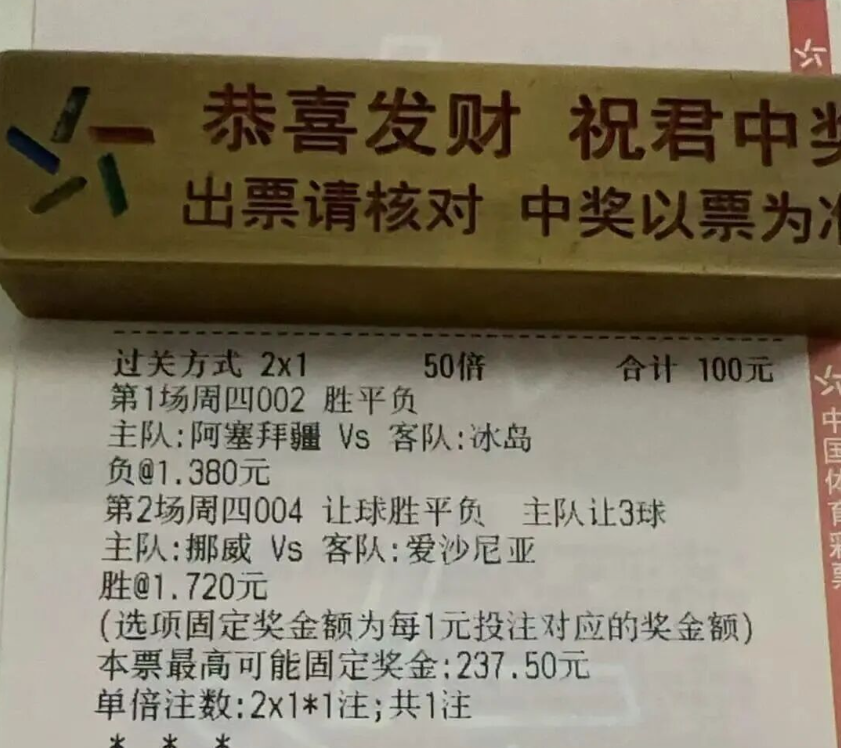 恭喜发财 祝君中奖
出票请核对 中奖以票为准
过关方式 2x1 50倍 合计 100元
第1场周四002 胜平负
主队:阿塞拜疆 Vs 客队:冰岛
负@1.380元
第2场周四004 让球胜平负 主队让3球
主队:挪威 Vs 客队:爱沙尼亚
胜@1.720元
(选项固定奖金额为每1元投注对应的奖金额)
本票最高可能固定奖金:237.50元
单倍注数:2x1*1注;共1注
* * *
中国体育彩票